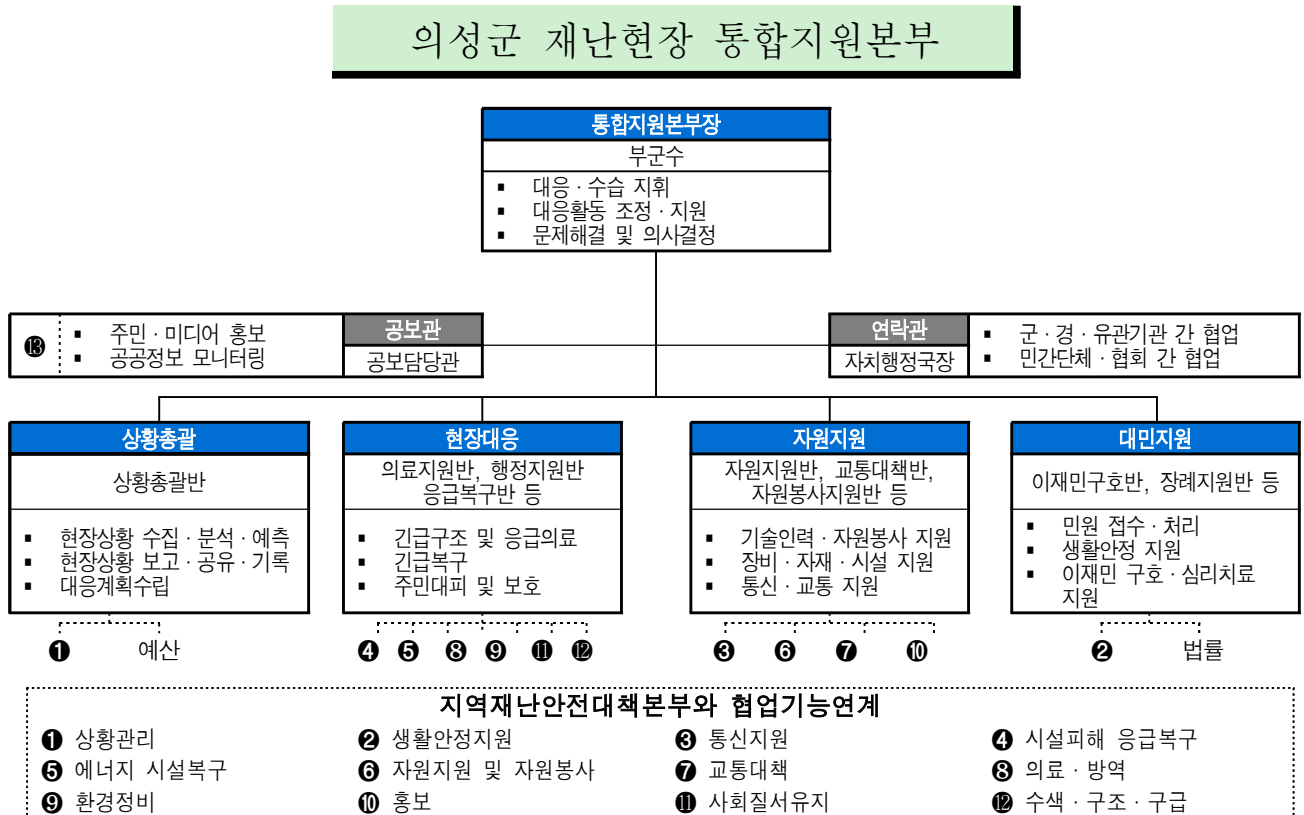 의성군 재난현장 통합지원본부
통합지원본부장
부군수
▪ 대응 · 수습 지휘
▪ 대응활동 조정 · 지원
▪ 문제해결 및 의사결정
⓭
▪ 주민 · 미디어 홍보
▪ 공공정보 모니터링
공보관
공보담당관
연락관
자치행정국장
▪ 군 · 경 · 유관기관 간 협업
▪ 민간단체 · 협회 간 협업
상황총괄
상황총괄반
▪ 현장상황 수집 · 분석 · 예측
▪ 현장상황 보고 · 공유 · 기록
▪ 대응계획수립
❶ 예산
현장대응
의료지원반, 행정지원반
응급복구반 등
▪ 긴급구조 및 응급의료
▪ 긴급복구
▪ 주민대피 및 보호
❹ ❺ ❽ ❾ ⓫ ⓬
자원지원
자원지원반, 교통대책반,
자원봉사지원반 등
▪ 기술인력 · 자원봉사 지원
▪ 장비 · 자재 · 시설 지원
▪ 통신 · 교통 지원
❸ ❻ ❼ ❿
대민지원
이재민구호반, 장례지원반 등
▪ 민원 접수 · 처리
▪ 생활안정 지원
▪ 이재민 구호 · 심리치료
지원
❷ 법률
지역재난안전대책본부와 협업기능연계
❶ 상황관리 ❷ 생활안정지원 ❸ 통신지원 ❹ 시설피해 응급복구
❺ 에너지 시설복구 ❻ 자원지원 및 자원봉사 ❼ 교통대책 ❽ 의료 · 방역
❾ 환경정비 ❿ 홍보 ⓫ 사회질서유지 ⓬ 수색 · 구조 · 구급